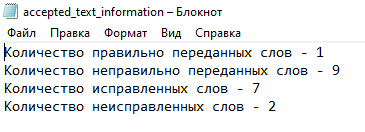 accepted_text_information – Блокнот
Файл Правка Формат Вид Справка
Количество правильно переданных слов - 1
Количество неправильно переданных слов - 9
Количество исправленных слов - 7
Количество неисправленных слов - 2